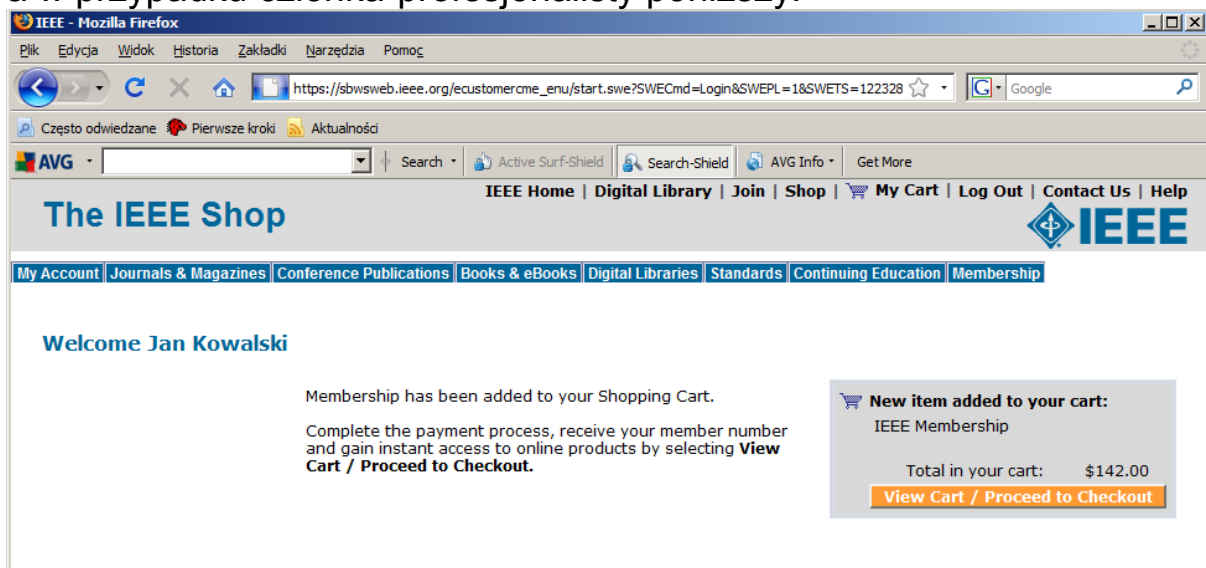 a w przypadku członka profesjonalisty poniższy:
IEEE - Mozilla Firefox
Plik Edycja Widok Historia Zakładki Narzędzia Pomoc
https://sbwsweb.ieee.org/ecustomercme_enu/start.swe?SWECmd=Login&SWEPL=1&SWETS=122328 G Google
Często odwiedzane Pierwsze kroki Aktualności
AVG Search Active Surf-Shield Search-Shield AVG Info Get More
IEEE Home | Digital Library | Join | Shop | My Cart | Log Out | Contact Us | Help
The IEEE Shop
IEEE
My Account Journals & Magazines Conference Publications Books & eBooks Digital Libraries Standards Continuing Education Membership
Welcome Jan Kowalski
Membership has been added to your Shopping Cart.
Complete the payment process, receive your member number
and gain instant access to online products by selecting View
Cart / Proceed to Checkout.
New item added to your cart:
IEEE Membership
Total in your cart: $142.00
View Cart / Proceed to Checkout